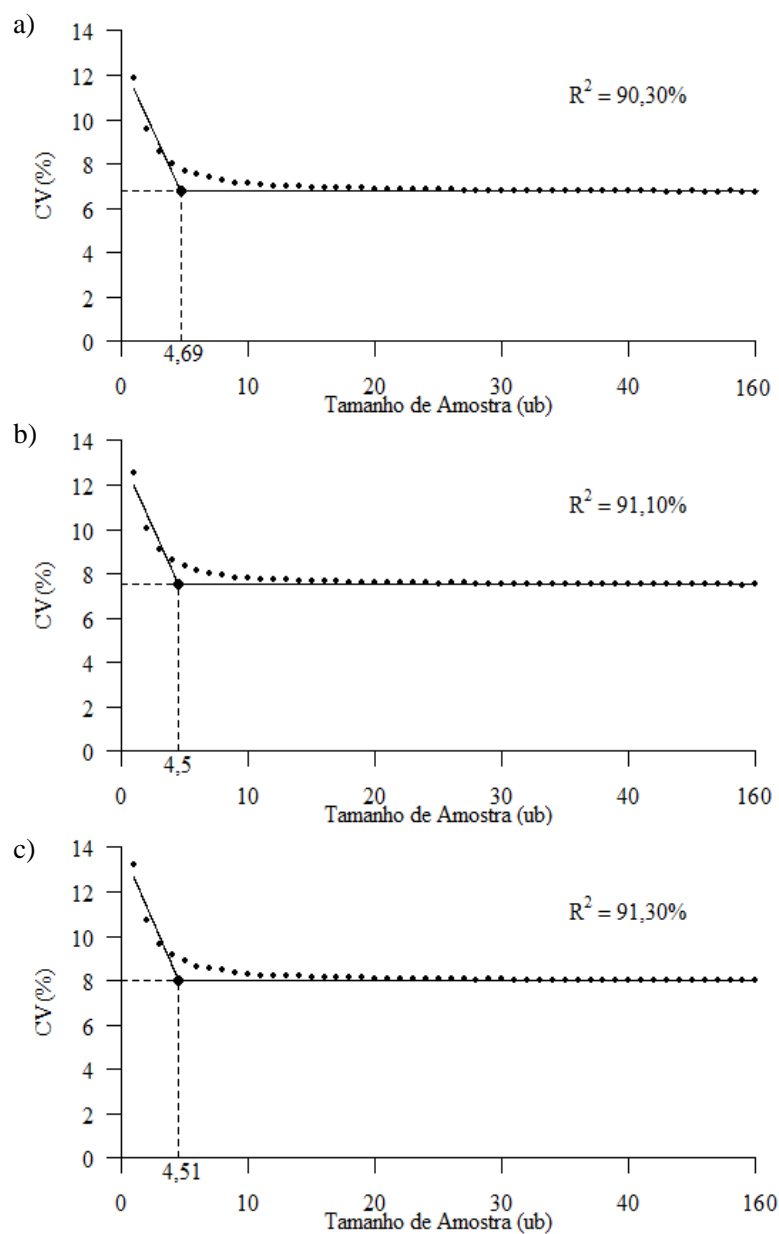 a)
14
12
R² = 90,30%
10
8
6
4
2
0
CV (%)
4,69
0 10 20 30 40 160
Tamanho de Amostra (ub)
b)
14
12
R² = 91,10%
10
8
6
4
2
0
CV (%)
4,5
0 10 20 30 40 160
Tamanho de Amostra (ub)
c)
14
12
R² = 91,30%
10
8
6
4
2
0
CV (%)
4,51
0 10 20 30 40 160
Tamanho de Amostra (ub)